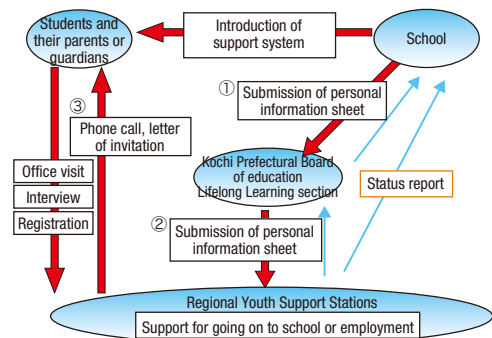 Students and
their parents or
guardians
Introduction of
support system
School
①
Submission of personal
information sheet
③
Phone call, letter
of invitation
Kochi Prefectural Board
of education
Lifelong Learning section
Office visit
Interview
Registration
Status report
②
Submission of personal
information sheet
Regional Youth Support Stations
Support for going on to school or employment